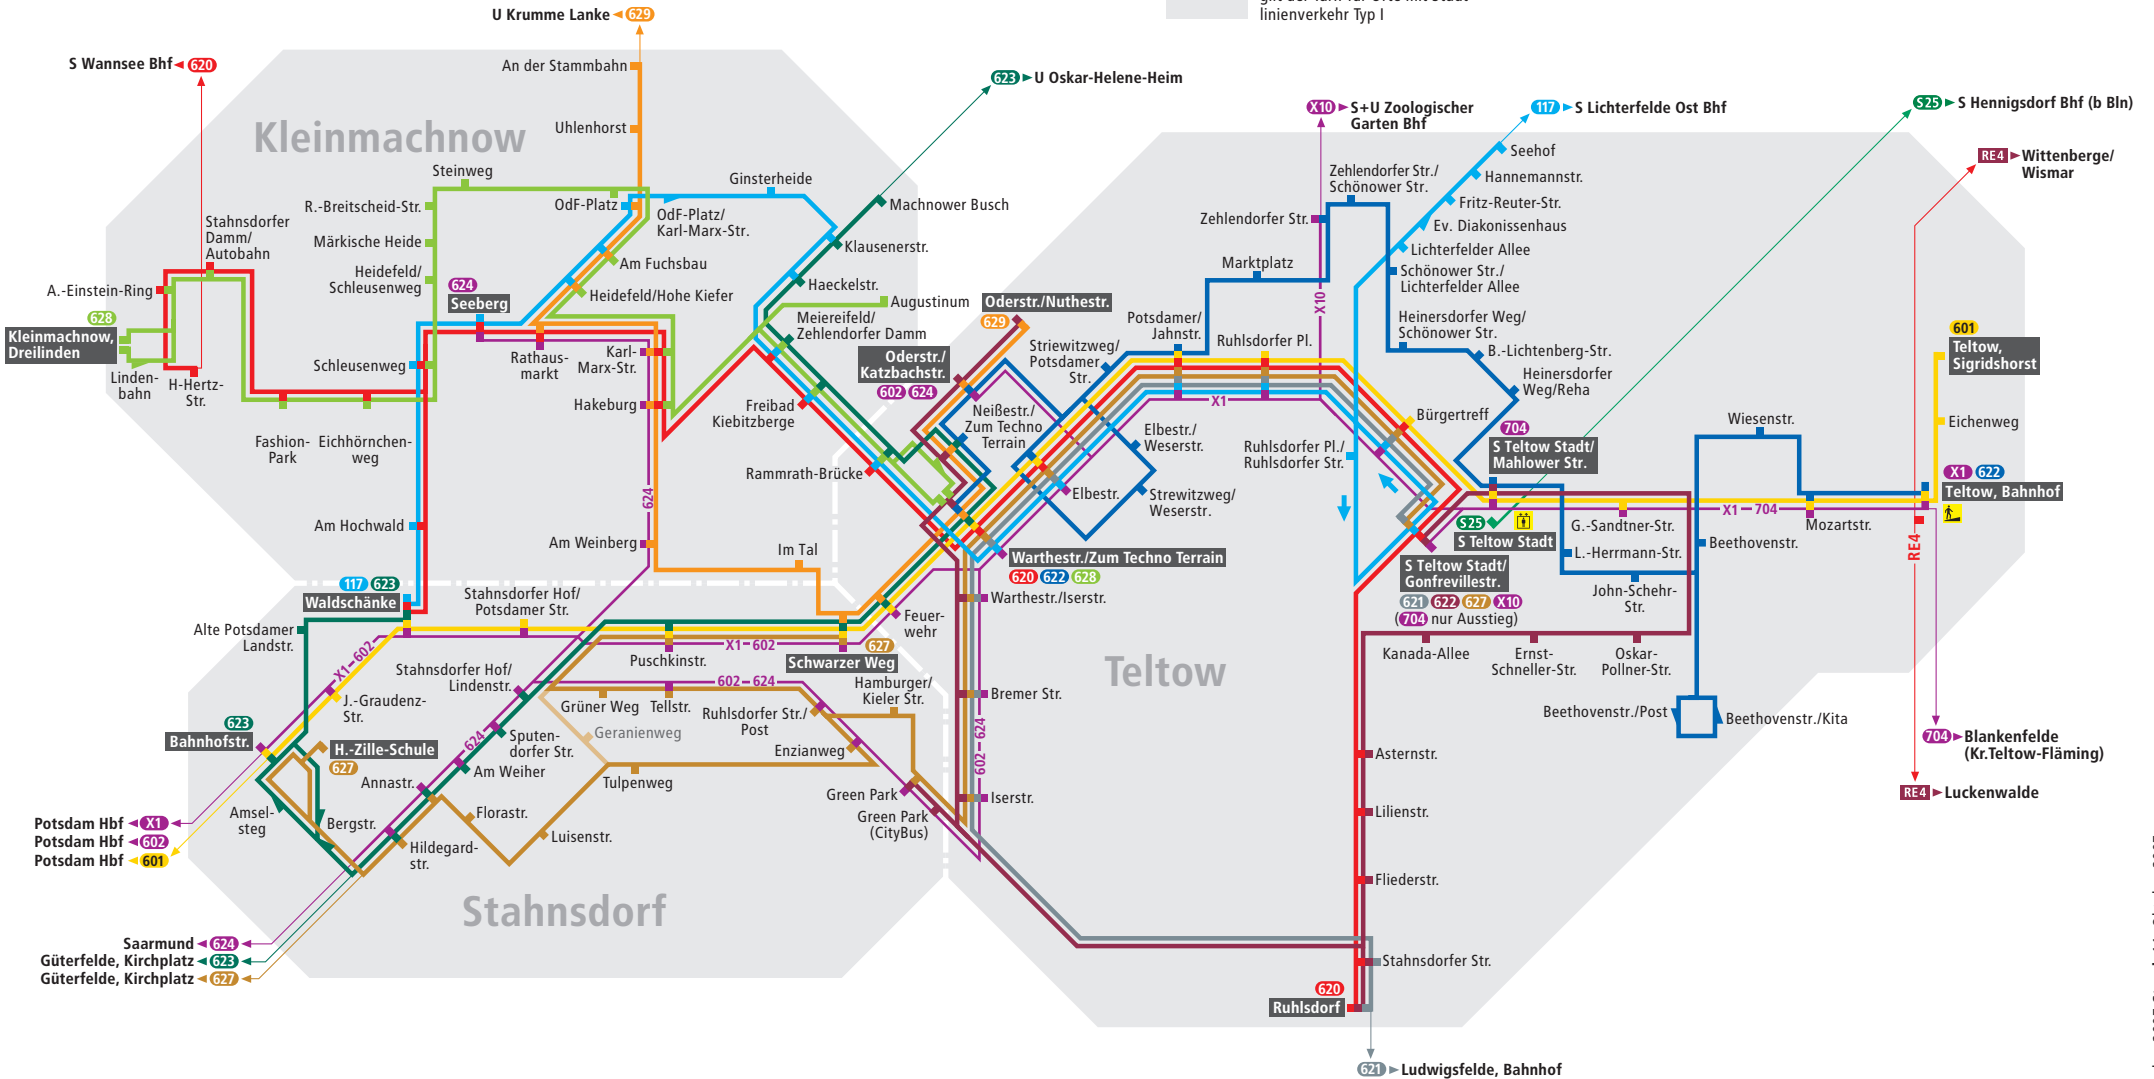 linienverkehr Typ I
U Krumme Lanke 629
S Wannsee Bhf 620
An der Stammbahn
623 U Oskar-Helene-Heim
Uhlenhorst
Kleinmachnow
Steinweg
Ginsterheide
R.-Breitscheid-Str.
OdF-Platz
OdF-Platz/
Karl-Marx-Str.
Machnower Busch
Stahnsdorfer
Damm/
Autobahn
Märkische Heide
Klausenerstr.
Am Fuchsbau
Heidefeld/
Schleusenweg
A.-Einstein-Ring
624
Seeberg
Heidefeld/Hohe Kiefer
Haeckelstr.
Augustinum
628
Kleinmachnow,
Dreilinden
Meiereifeld/
Zehlendorfer Damm
Linden-
bahn
H-Hertz-
Str.
Schleusenweg
Rathaus-
markt
Karl-
Marx-Str.
Hakeburg
Freibad
Kiebitzberge
Fashion-
Park
Eichhörnchen-
weg
Rammrath-Brücke
624
Am Hochwald
Am Weinberg
Im Tal
X10 S+U Zoologischer
Garten Bhf
117 S Lichterfelde Ost Bhf
S25 S Hennigsdorf Bhf (b Bln)
RE4 Wittenberge/
Wismar
Seehof
Hannemannstr.
Zehlendorfer Str./
Schönower Str.
Fritz-Reuter-Str.
Zehlendorfer Str.
Ev. Diakonissenhaus
Lichterfelder Allee
Marktplatz
Schönower Str./
Lichterfelder Allee
X10
Oderstr./Nuthestr.
629
Potsdamer/
Jahnstr.
Ruhlsdorfer Pl.
Heinersdorfer Weg/
Schönower Str.
B.-Lichtenberg-Str.
Striewitzweg/
Potsdamer
Str.
Heinersdorfer
Weg/Reha
Oderstr./
Katzbachstr.
602 624
X1
Neißestr./
Zum Techno
Terrain
Bürgertreff
Elbestr./
Weserstr.
Ruhlsdorfer Pl./
Ruhlsdorfer Str.
Elbestr.
Strewitzweg/
Weserstr.
704
S Teltow Stadt/
Mahlower Str.
Wiesenstr.
601
Teltow,
Sigridshorst
Eichenweg
X1 622
Teltow, Bahnhof
S25
S Teltow Stadt
G.-Sandtner-Str.
X1 – 704
Mozartstr.
L.-Herrmann-Str.
Beethovenstr.
RE4
John-Schehr-
Str.
S Teltow Stadt/
Gonfrevillestr.
621 622 627 X10
(704 nur Ausstieg)
Warthestr./Zum Techno Terrain
620 622 628
Warthestr./Iserstr.
117 623
Waldschänke
Stahnsdorfer Hof/
Potsdamer Str.
Feuer-
wehr
Alte Potsdamer
Landstr.
X1–602
Puschkinstr.
X1–602
627
Schwarzer Weg
Stahnsdorfer Hof/
Lindenstr.
J.-Graudenz-
Str.
602 – 624
Hamburger/
Kieler Str.
Bremer Str.
Teltow
Kanada-Allee
Ernst-
Schneller-Str.
Oskar-
Pollner-Str.
Grüner Weg
Tellstr.
Ruhlsdorfer Str./
Post
Enzianweg
Geranienweg
623
Bahnhofstr.
H.-Zille-Schule
627
624
Sputen-
dorfer Str.
Am Weiher
Annastr.
Tulpenweg
602 – 624
Beethovenstr./Post
Beethovenstr./Kita
704 Blankenfelde
(Kr.Teltow-Fläming)
Asternstr.
Green Park
Green Park
(CityBus)
Iserstr.
RE4 Luckenwalde
Lilienstr.
Amsel-
steg
Bergstr.
Florastr.
Luisenstr.
Hildegard-
str.
Potsdam Hbf X1
Potsdam Hbf 602
Potsdam Hbf 601
Fliederstr.
Stahnsdorf
Saarmund 624
Güterfelde, Kirchplatz 623
Güterfelde, Kirchplatz 627
Stahnsdorfer Str.
620
Ruhlsdorf
621 Ludwigsfelde, Bahnhof